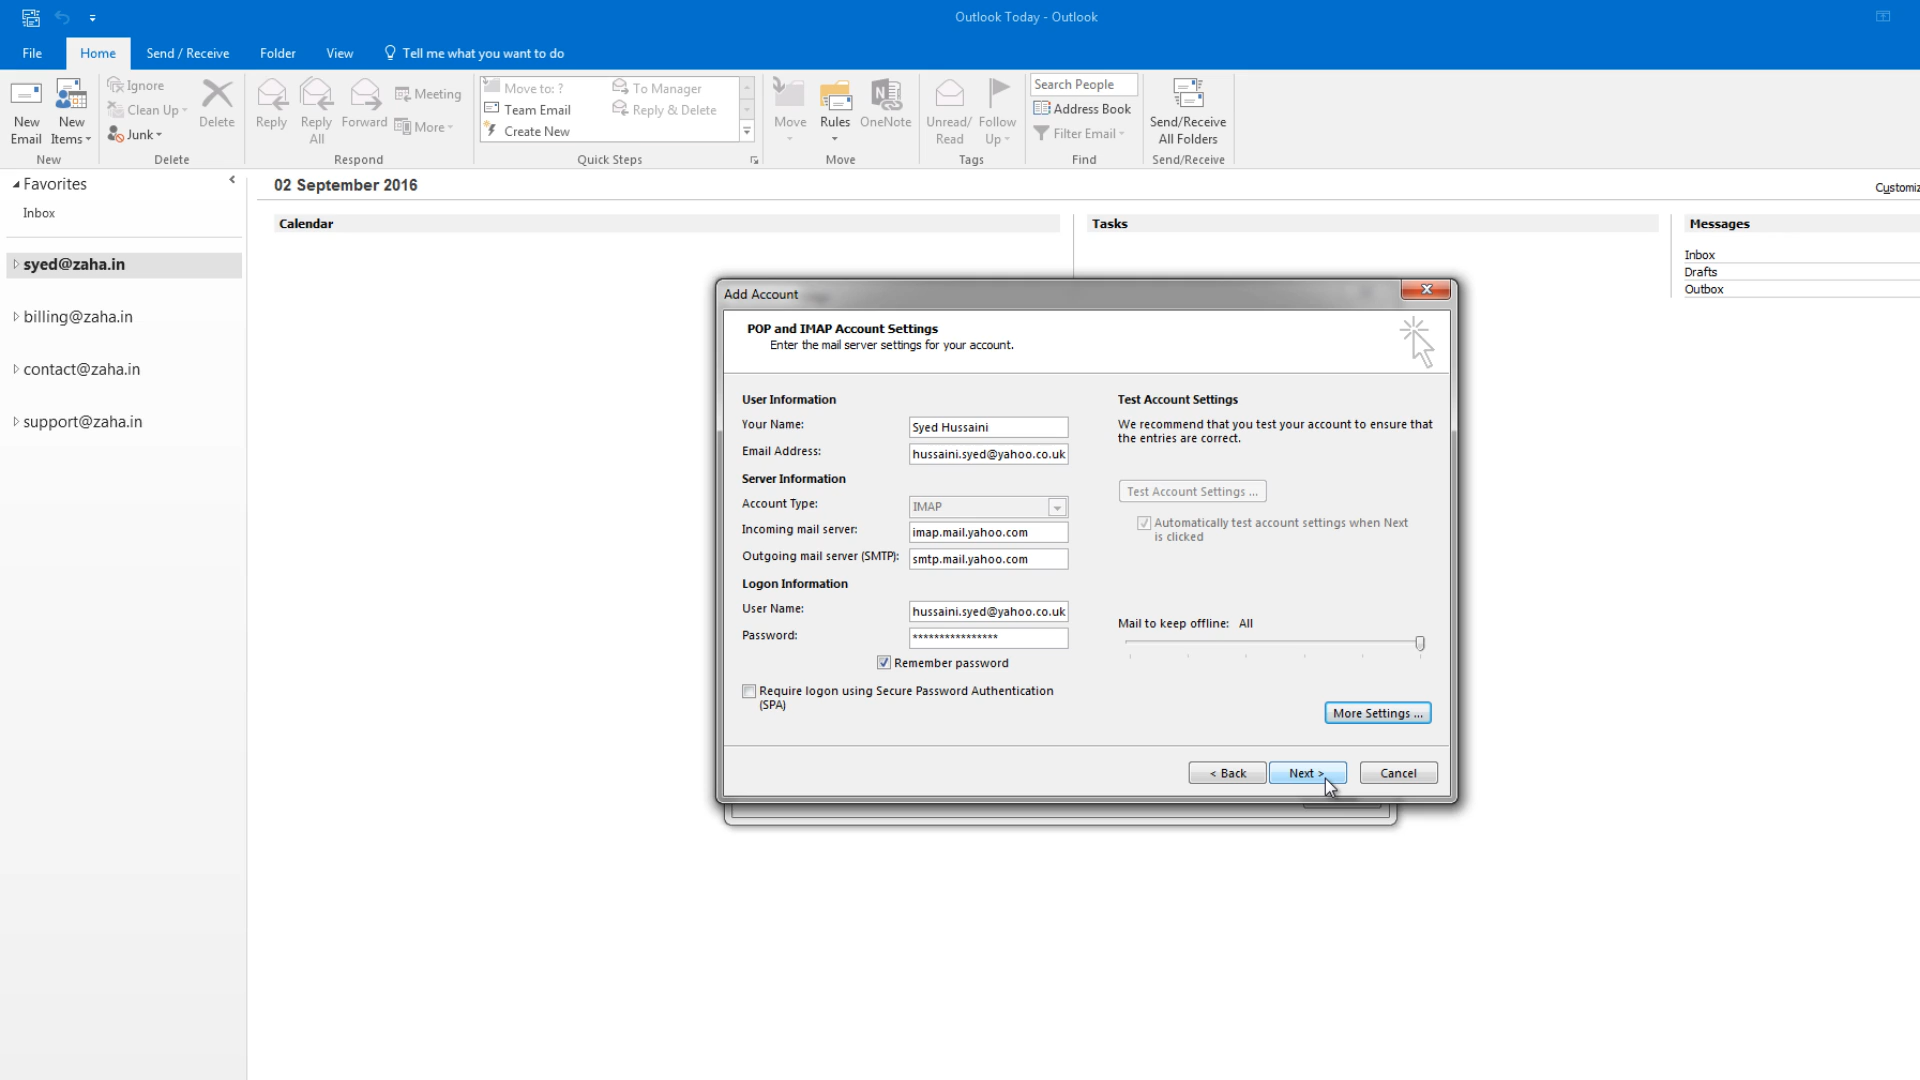 Outlook Today - Outlook
File
Home
Send / Receive
Folder
View
Tell me what you want to do
New
Email
New
Items
New
Ignore
Clean Up
Junk
Delete
Delete
Reply
Reply
All
Forward
Meeting
More
Respond
Move to: ?
Team Email
Create New
To Manager
Reply & Delete
Quick Steps
Move
Rules
OneNote
Move
Unread/
Read
Follow
Up
Tags
Search People
Address Book
Filter Email
Find
Send/Receive
All Folders
Send/Receive
Favorites
Inbox
syed@zaha.in
billing@zaha.in
contact@zaha.in
support@zaha.in
02 September 2016
Customiz
Calendar
Tasks
Messages
Inbox
Drafts
Outbox
Add Account
POP and IMAP Account Settings
Enter the mail server settings for your account.
User Information
Your Name:
Syed Hussaini
Email Address:
hussaini.syed@yahoo.co.uk
Server Information
Account Type:
IMAP
Incoming mail server:
imap.mail.yahoo.com
Outgoing mail server (SMTP):
smtp.mail.yahoo.com
Logon Information
User Name:
hussaini.syed@yahoo.co.uk
Password:
****************
Remember password
Require logon using Secure Password Authentication
(SPA)
Test Account Settings
We recommend that you test your account to ensure that
the entries are correct.
Test Account Settings ...
Automatically test account settings when Next
is clicked
Mail to keep offline: All
More Settings ...
< Back
Next >
Cancel